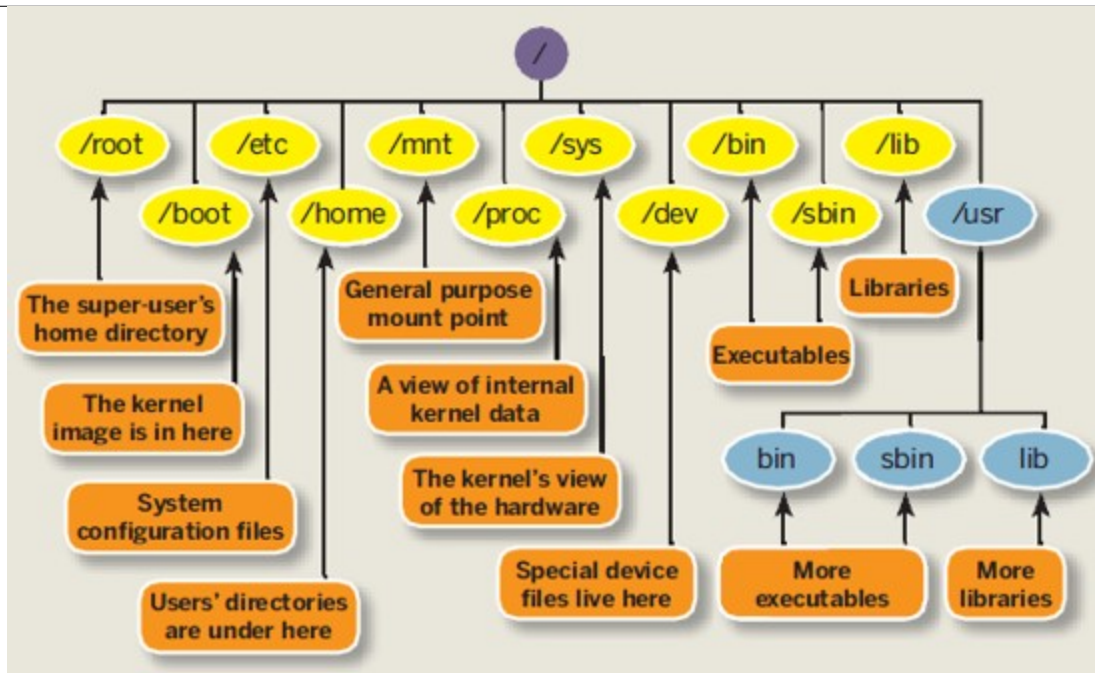 /
/root
/etc
/mnt
/sys
/bin
/lib
/boot
/home
/proc
/dev
/sbin
/usr
The super-user's
home directory
General purpose
mount point
Libraries
Executables
The kernel
image is in here
A view of internal
kernel data
bin
sbin
lib
System
configuration files
The kernel's view
of the hardware
Users' directories
are under here
Special device
files live here
More
executables
More
libraries